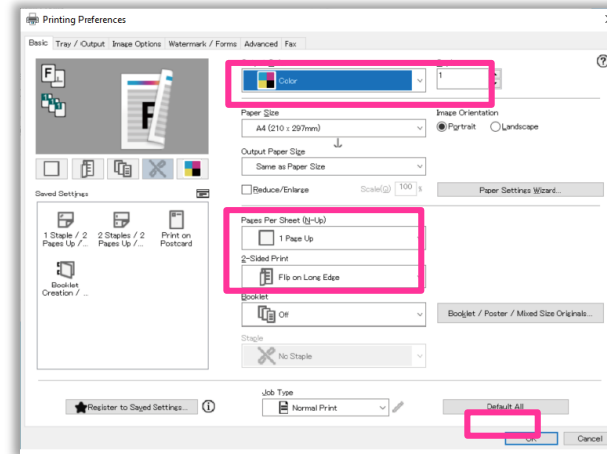 Printing Preferences
Basic Tray / Output Image Options Watermark / Forms Advanced Fax
Color
1
Paper Size
A4 (210 x 297mm)
Image Orientation
Portrait Landscape
Output Paper Size
Same as Paper Size
Reduce/Enlarge Scale(Q) 100 %
Paper Settings Wizard...
Saved Settings
1 Staple / 2 Pages Up /...
2 Staples / 2 Pages Up /...
Print on Postcard
Booklet Creation / ...
Pages Per Sheet (N-Up)
1 Page Up
2-Sided Print
Flip on Long Edge
Booklet
Off
Booklet / Poster / Mixed Size Originals...
Staple
No Staple
Register to Saved Settings...
Job Type
Normal Print
Default All
OK Cancel